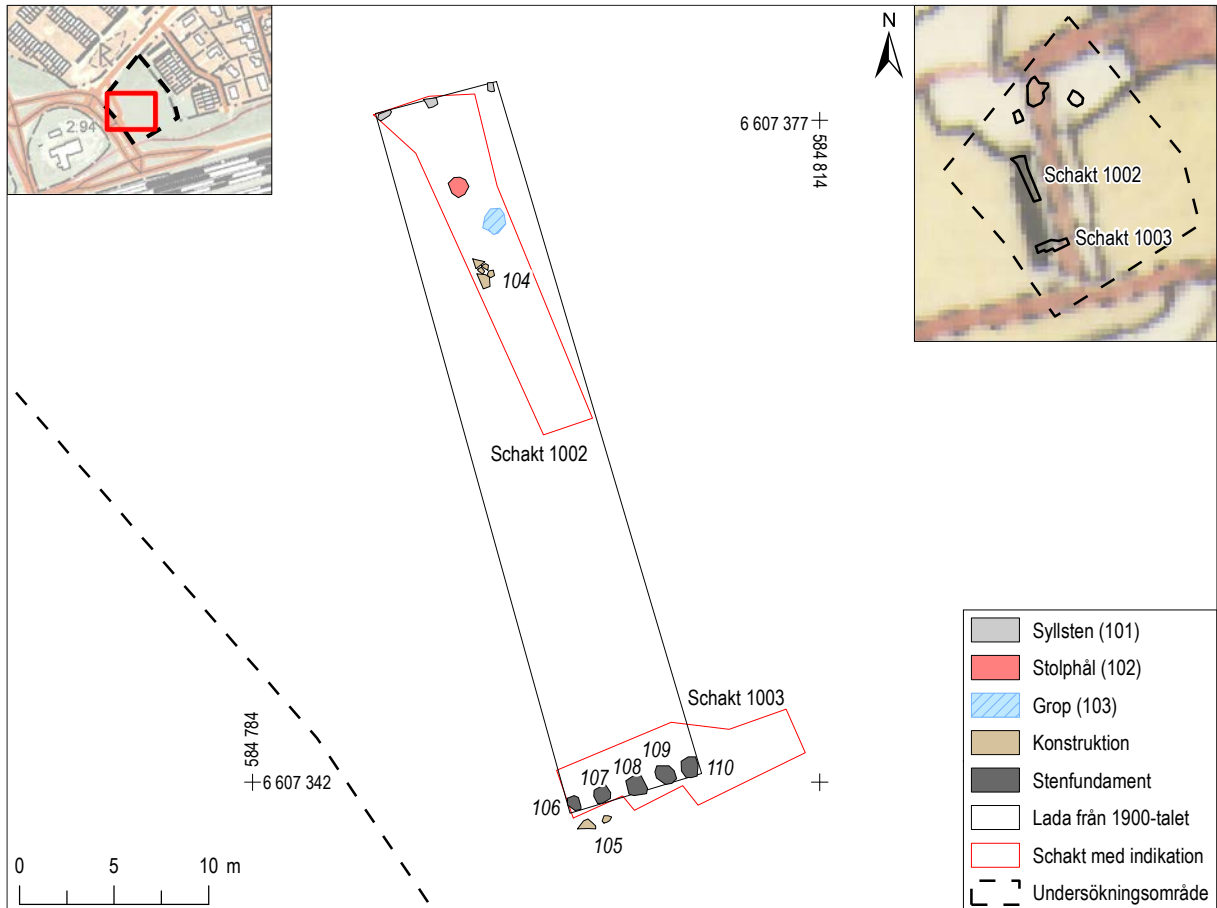 2.94
N
6 607 377
584 814
Schakt 1002
Schakt 1003
104
Schakt 1002
Schakt 1003
109
108
110
107
106
105
584 784
6 607 342
0 5 10 m
Syllsten (101)
Stolphål (102)
Grop (103)
Konstruktion
Stenfundament
Lada från 1900-talet
Schakt med indikation
Undersökningsområde